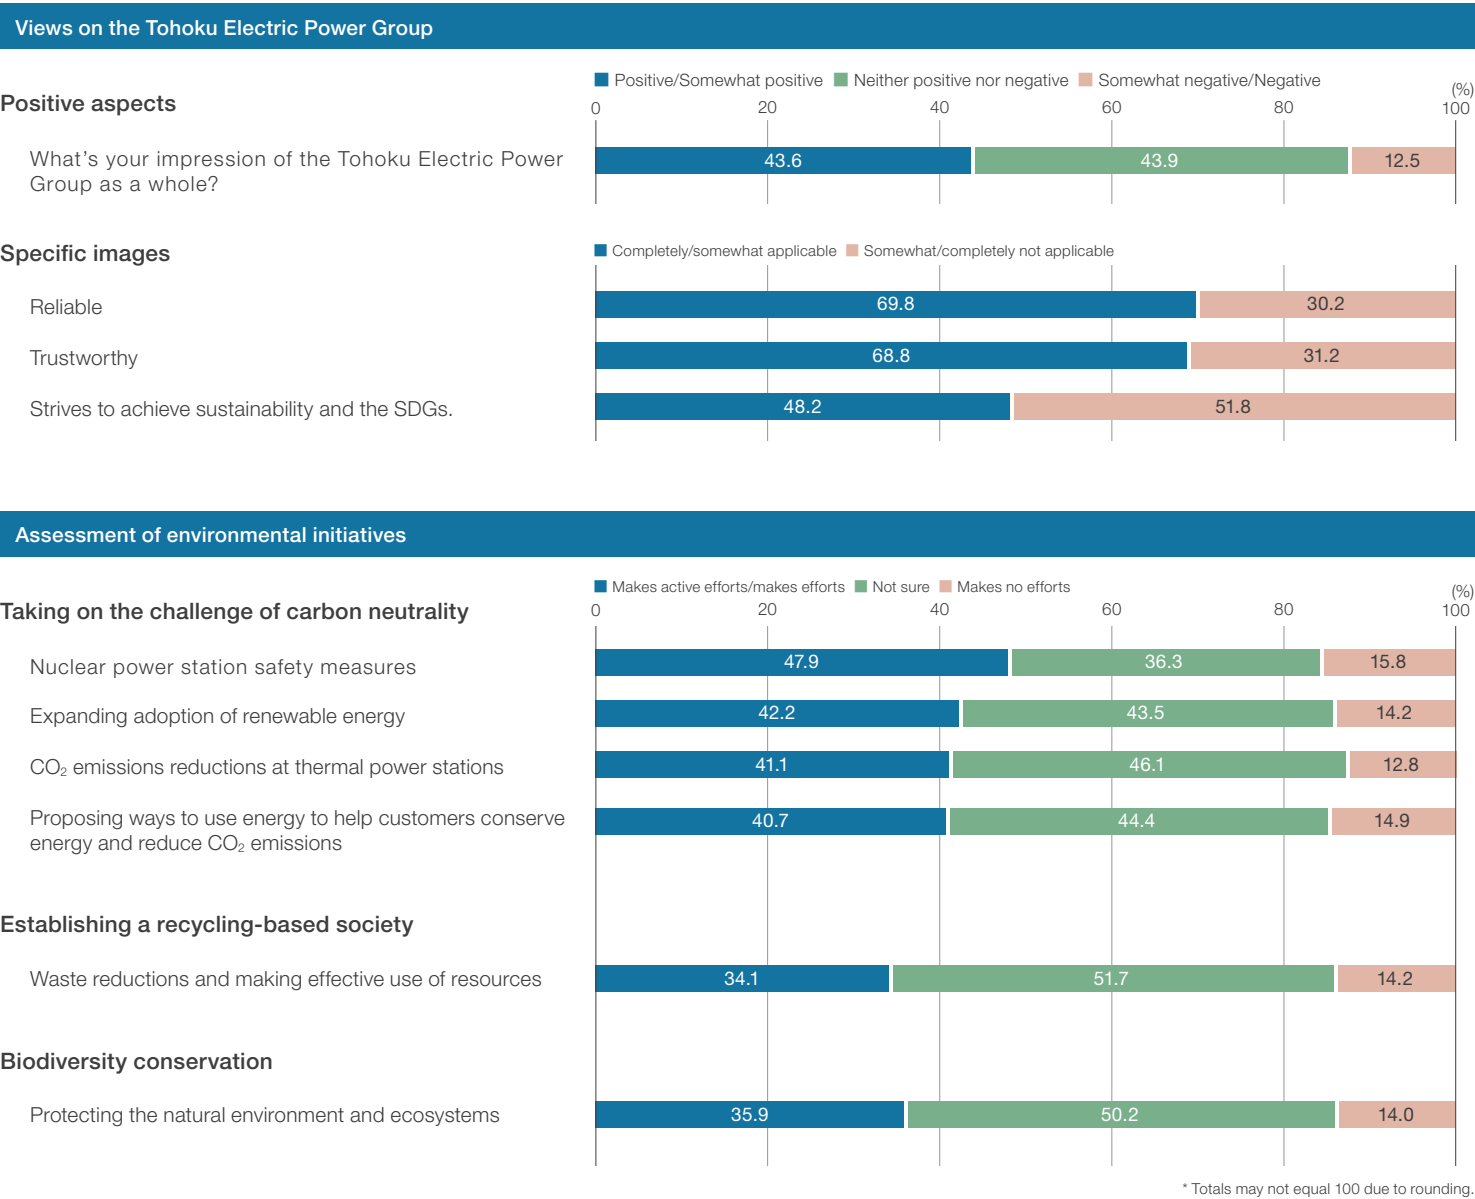 Views on the Tohoku Electric Power Group
Positive/Somewhat positive Neither positive nor negative Somewhat negative/Negative
(%)
Positive aspects
0 20 40 60 80 100
What's your impression of the Tohoku Electric Power
Group as a whole?
43.6 43.9 12.5
Specific images
Completely/somewhat applicable Somewhat/completely not applicable
Reliable 69.8 30.2
Trustworthy 68.8 31.2
Strives to achieve sustainability and the SDGs. 48.2 51.8
Assessment of environmental initiatives
Makes active efforts/makes efforts Not sure Makes no efforts
(%)
Taking on the challenge of carbon neutrality
0 20 40 60 80 100
Nuclear power station safety measures 47.9 36.3 15.8
Expanding adoption of renewable energy 42.2 43.5 14.2
CO₂ emissions reductions at thermal power stations 41.1 46.1 12.8
Proposing ways to use energy to help customers conserve
energy and reduce CO₂ emissions
40.7 44.4 14.9
Establishing a recycling-based society
Waste reductions and making effective use of resources 34.1 51.7 14.2
Biodiversity conservation
Protecting the natural environment and ecosystems 35.9 50.2 14.0
* Totals may not equal 100 due to rounding.